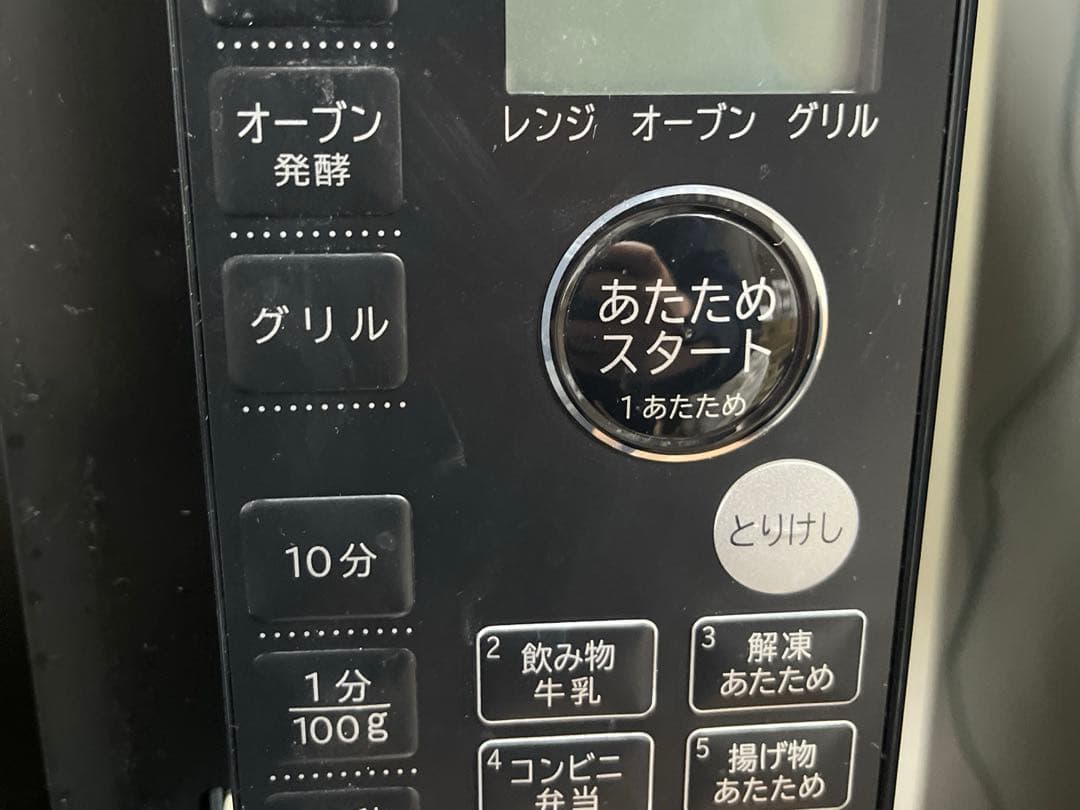 レンジ オーブン グリル
オーブン
発酵
グリル
あたため
スタート
1あたため
とりけし
10分
1分
100g
2 飲み物
牛乳
3 解凍
あたため
4 コンビニ
弁当
5 揚げ物
あたため